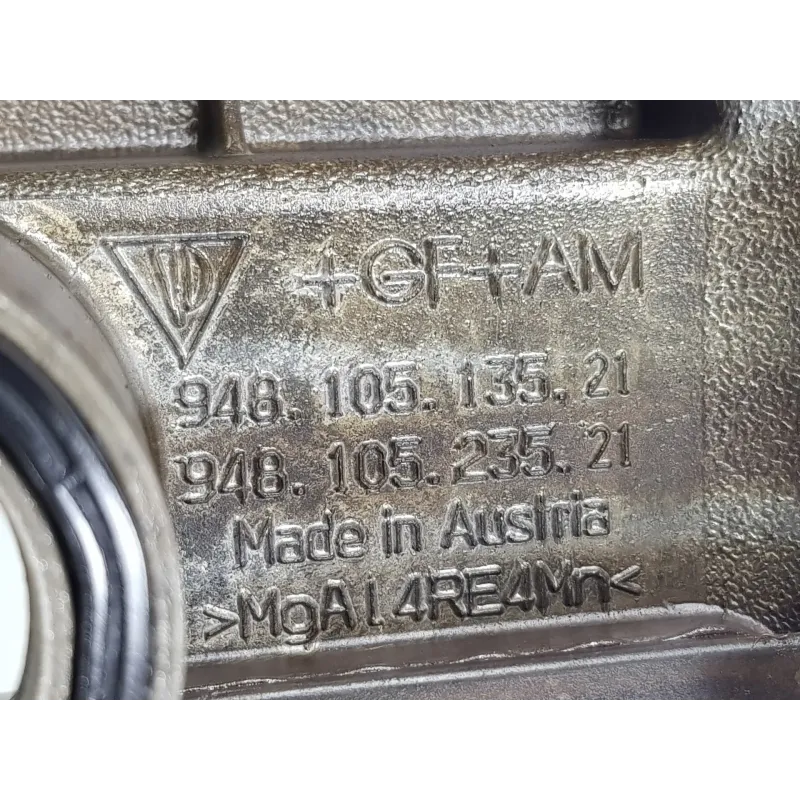 +GF+AM
948.105.135.21
948.105.235.21
Made in Austria
>MgAl4RE4Mn<